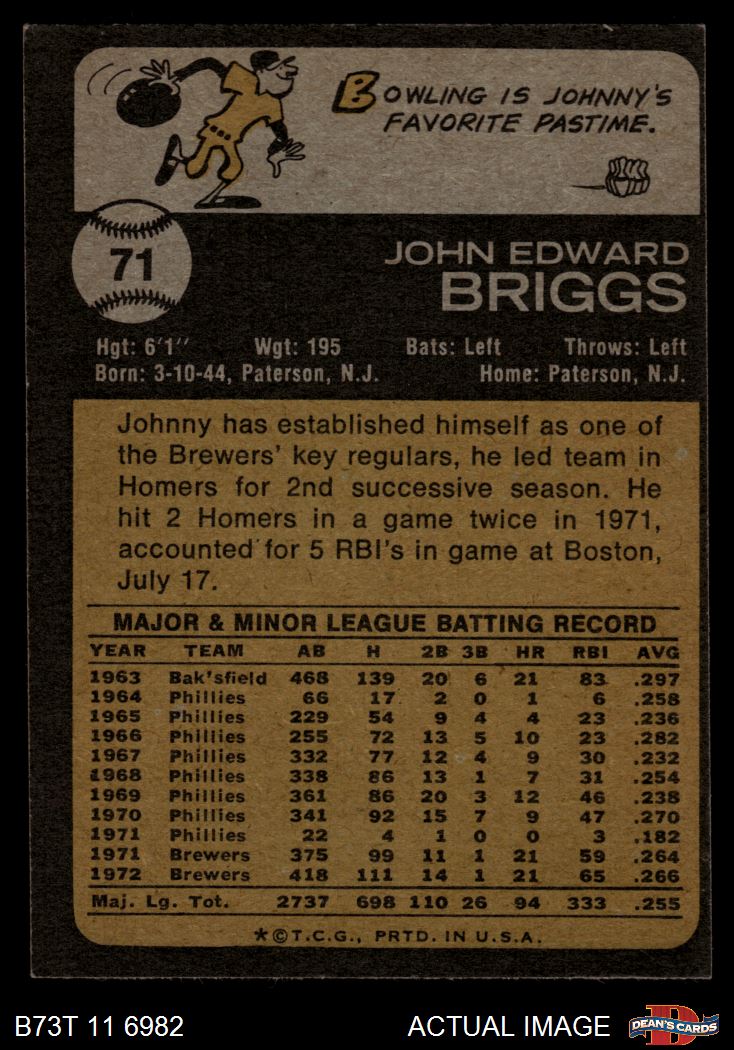 BOWLING IS JOHNNY'S
FAVORITE PASTIME.
71
JOHN EDWARD
BRIGGS
Hgt: 6'1" Wgt: 195 Bats: Left Throws: Left
Born: 3-10-44, Paterson, N.J. Home: Paterson, N.J.
Johnny has established himself as one of
the Brewers' key regulars, he led team in
Homers for 2nd successive season. He
hit 2 Homers in a game twice in 1971,
accounted for 5 RBI's in game at Boston,
July 17.
MAJOR & MINOR LEAGUE BATTING RECORD
YEAR TEAM AB H 2B 3B HR RBI AVG
1963 Bak'sfield 468 139 20 6 21 83 .297
1964 Phillies 66 17 2 0 1 6 .258
1965 Phillies 229 54 9 4 4 23 .236
1966 Phillies 255 72 13 5 10 23 .282
1967 Phillies 332 77 12 4 9 30 .232
1968 Phillies 338 86 13 1 7 31 .254
1969 Phillies 361 86 20 3 12 46 .238
1970 Phillies 341 92 15 7 9 47 .270
1971 Phillies 22 4 1 0 0 3 .182
1971 Brewers 375 99 11 1 21 59 .264
1972 Brewers 418 111 14 1 21 65 .266
Maj. Lg. Tot. 2737 698 110 26 94 333 .255
*©T.C.G., PRTD. IN U.S.A.
B73T 11 6982 ACTUAL IMAGE DEAN'S CARDS